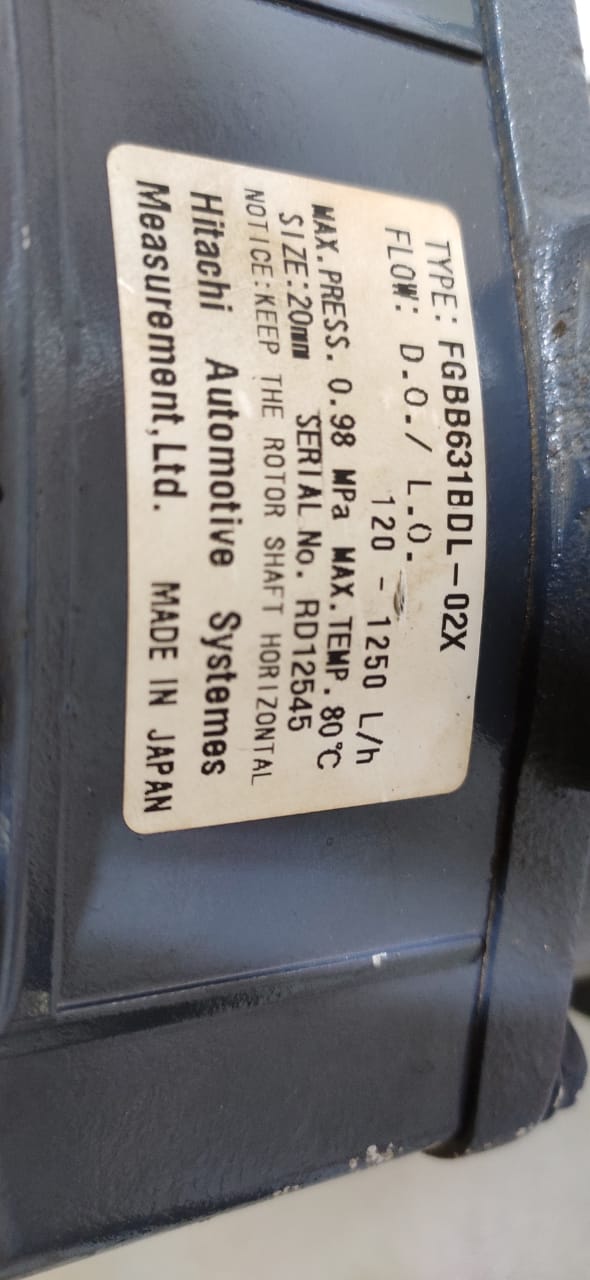 TYPE: FGBB631BDL-02X
FLOW: D.O./ L.O.
120 - 1250 L/h
MAX.PRESS. 0.98 MPa MAX.TEMP. 80℃
SIZE:20mm SERIAL No. RD12545
NOTICE:KEEP THE ROTOR SHAFT HORIZONTAL
Hitachi Automotive Systemes
Measurement,Ltd. MADE IN JAPAN